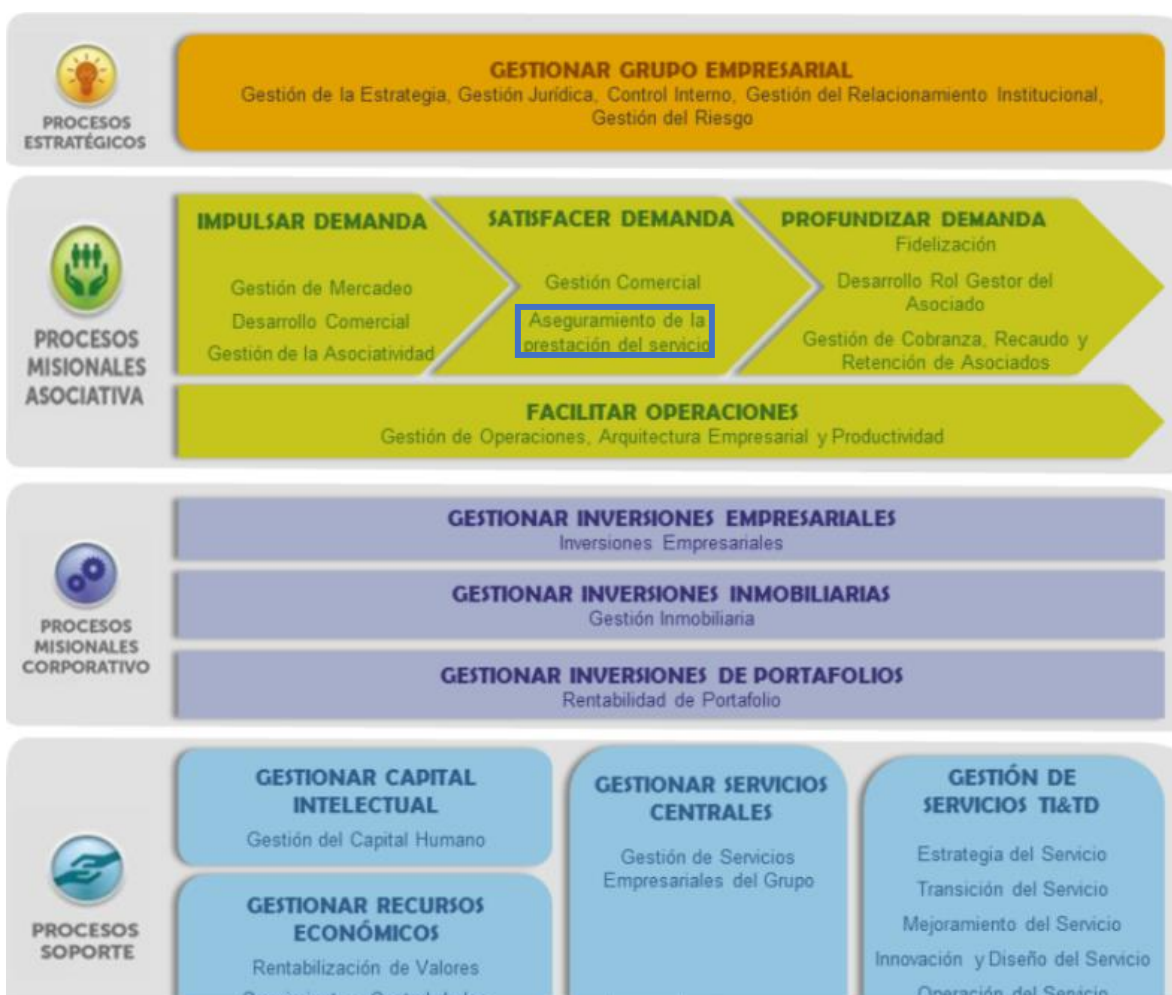 PROCESOS
ESTRATÉGICOS
GESTIONAR GRUPO EMPRESARIAL
Gestión de la Estrategia, Gestión Jurídica, Control Interno, Gestión del Relacionamiento Institucional,
Gestión del Riesgo
PROCESOS
MISIONALES
ASOCIATIVA
IMPULSAR DEMANDA
Gestión de Mercadeo
Desarrollo Comercial
Gestión de la Asociatividad
SATISFACER DEMANDA
Gestión Comercial
Aseguramiento de la
prestación del servicio
PROFUNDIZAR DEMANDA
Fidelización
Desarrollo Rol Gestor del
Asociado
Gestión de Cobranza, Recaudo y
Retención de Asociados
FACILITAR OPERACIONES
Gestión de Operaciones, Arquitectura Empresarial y Productividad
PROCESOS
MISIONALES
CORPORATIVO
GESTIONAR INVERSIONES EMPRESARIALES
Inversiones Empresariales
GESTIONAR INVERSIONES INMOBILIARIAS
Gestión Inmobiliaria
GESTIONAR INVERSIONES DE PORTAFOLIOS
Rentabilidad de Portafolio
PROCESOS
SOPORTE
GESTIONAR CAPITAL
INTELECTUAL
Gestión del Capital Humano
GESTIONAR RECURSOS
ECONÓMICOS
Rentabilización de Valores
GESTIONAR SERVICIOS
CENTRALES
Gestión de Servicios
Empresariales del Grupo
GESTIÓN DE
SERVICIOS TI&TD
Estrategia del Servicio
Transición del Servicio
Mejoramiento del Servicio
Innovación y Diseño del Servicio
Operación del Servicio